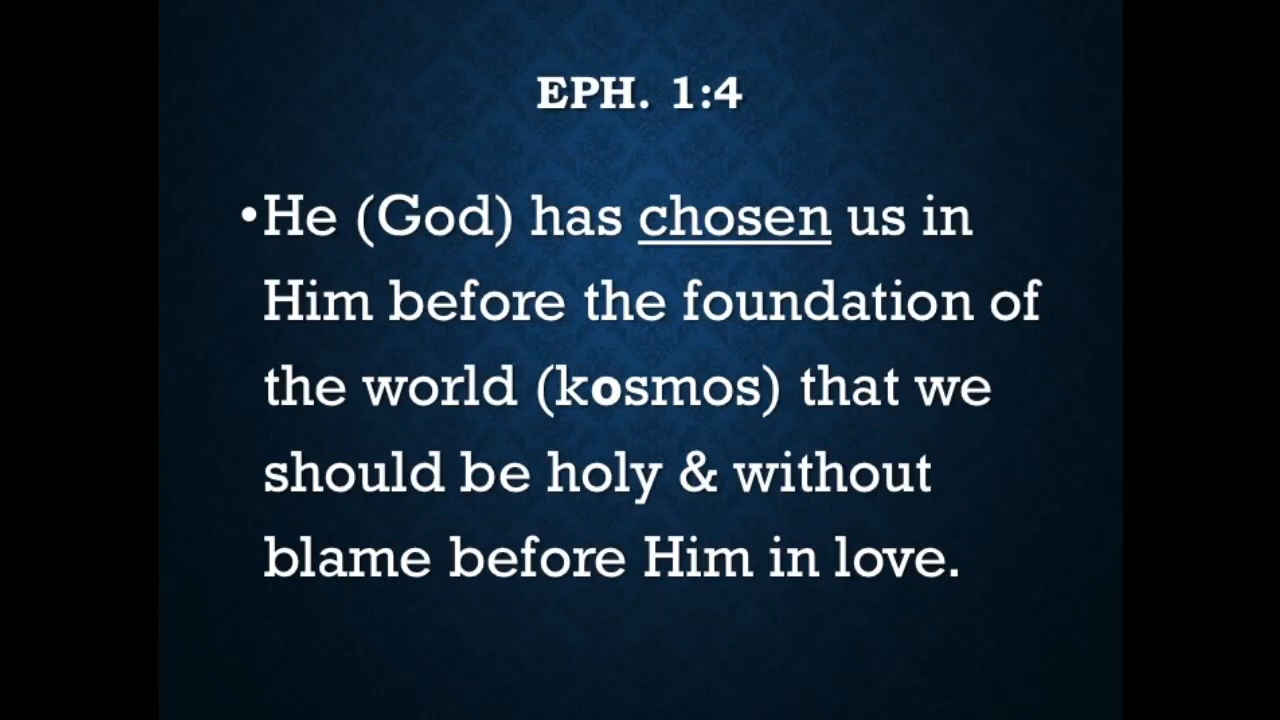 EPH. 1:4
•He (God) has chosen us in
Him before the foundation of
the world (kosmos) that we
should be holy & without
blame before Him in love.